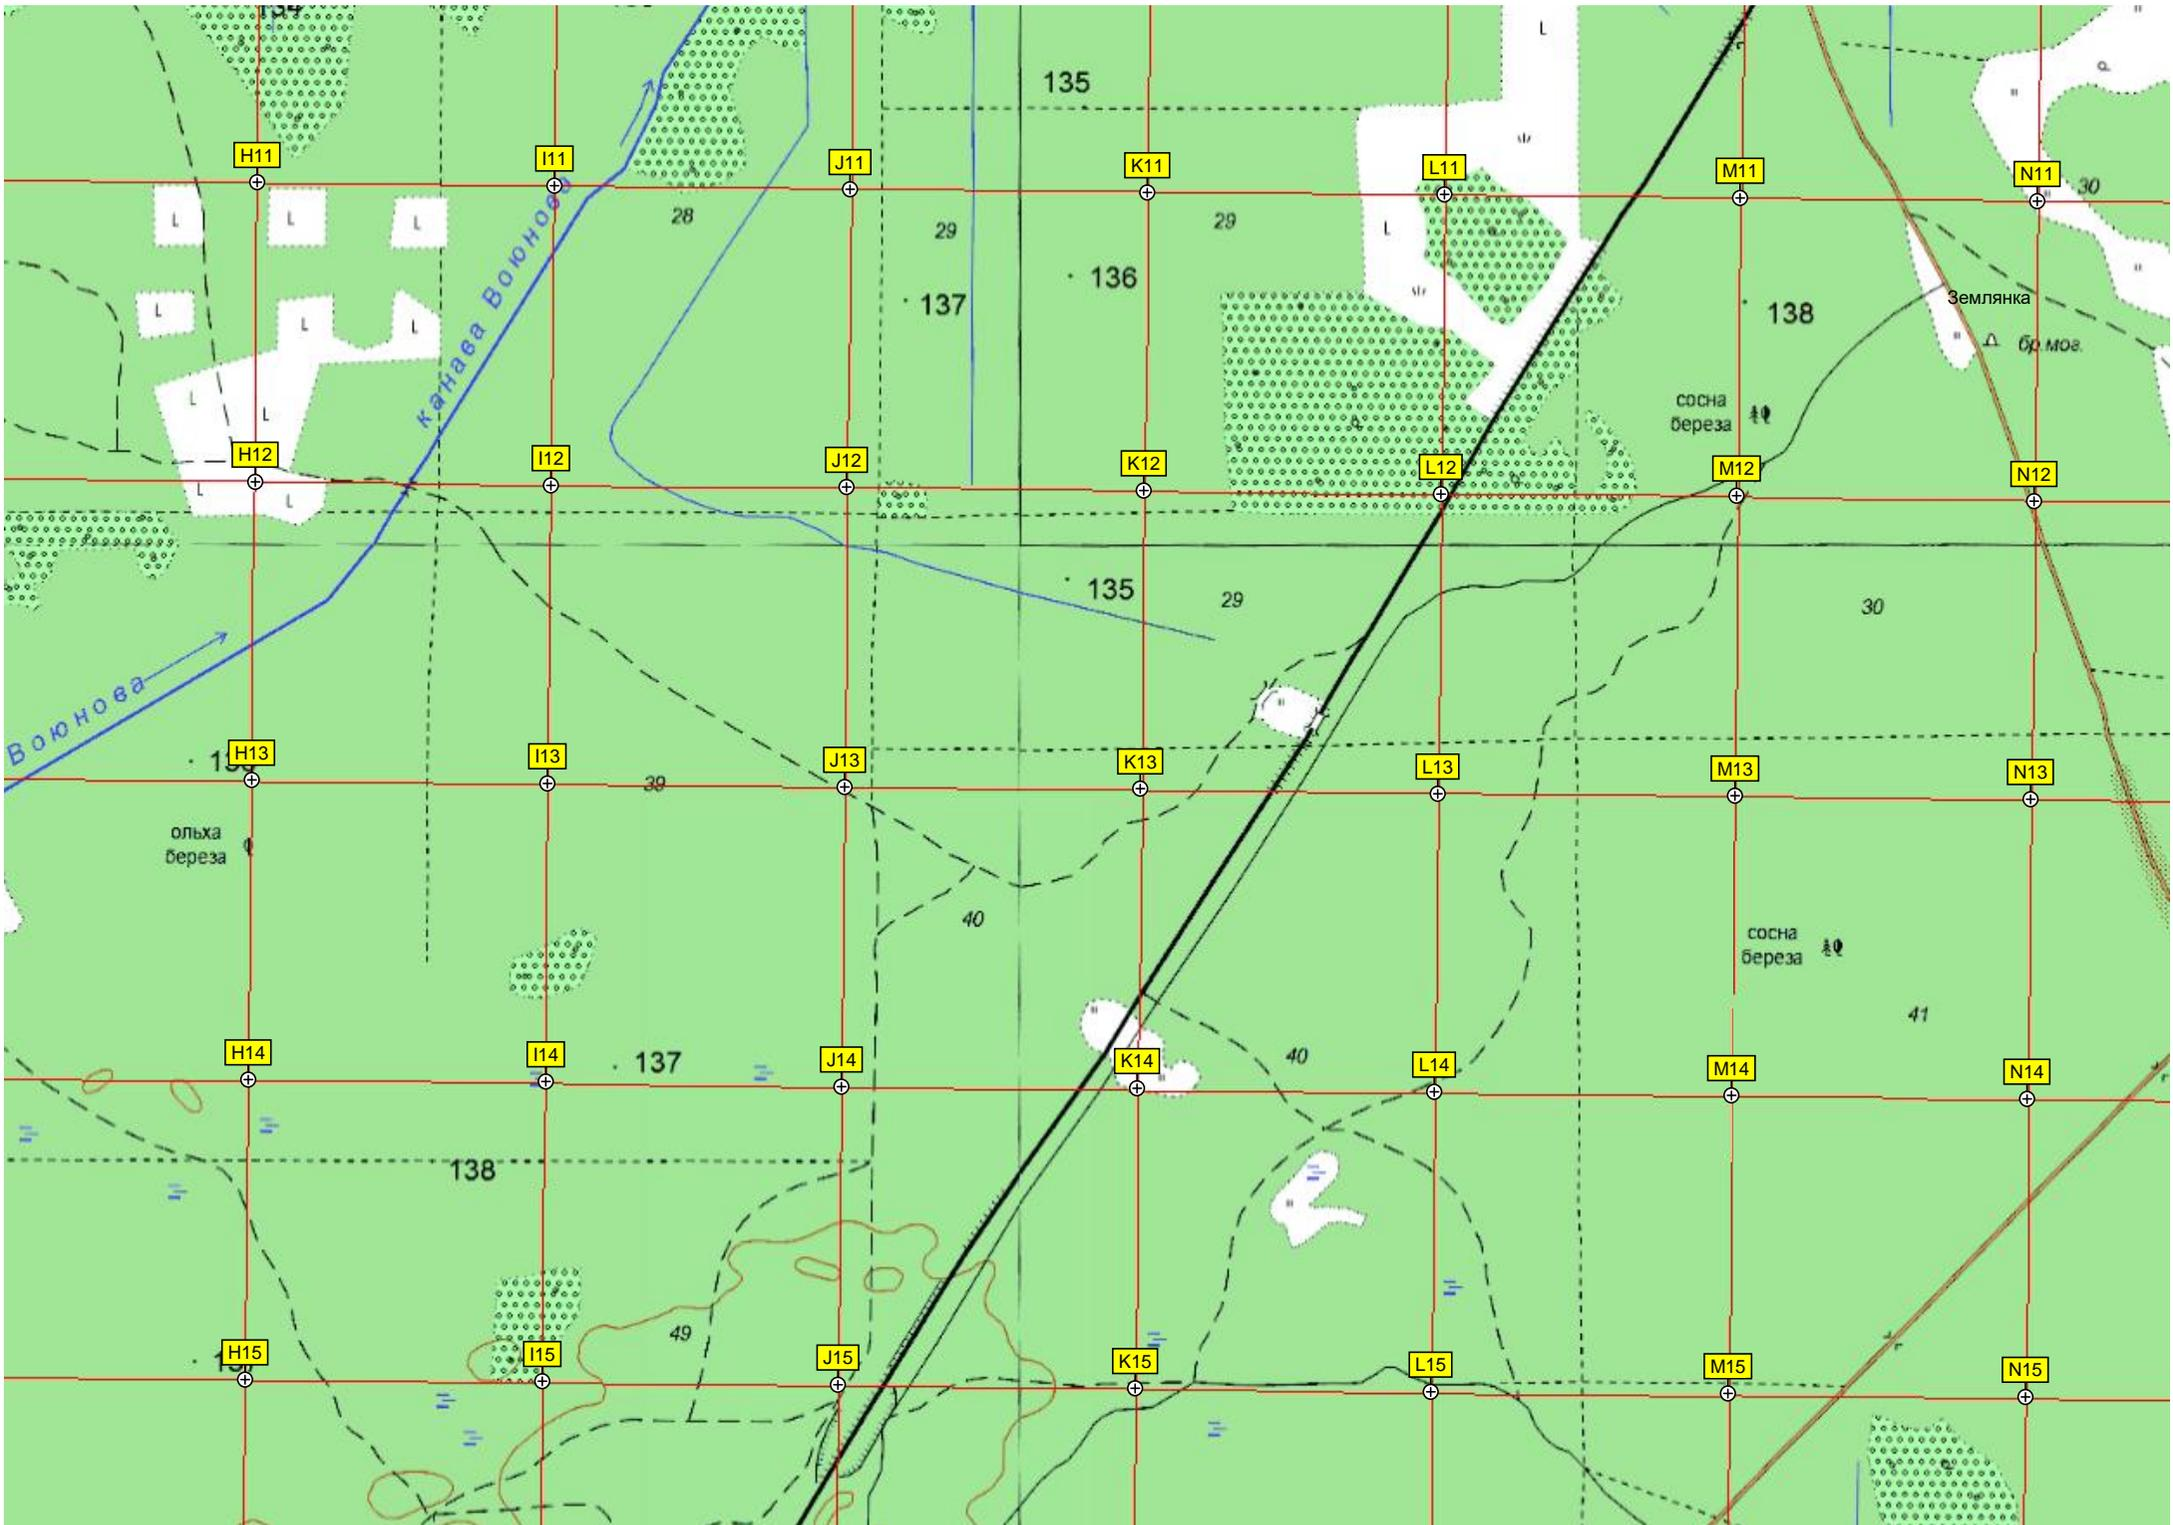 135
H11
I11
J11
K11
L11
M11
N11
30
28
29
29
136
137
138
Землянка
бр.мог.
L
L
L
L
L
L
L
L
L
L
L
L
канава Воюнова
сосна
береза
H12
I12
J12
K12
L12
M12
N12
135
29
30
Воюнова
H13
I13
J13
K13
L13
M13
N13
39
ольха
береза
40
сосна
береза
41
H14
I14
J14
K14
L14
M14
N14
137
40
138
49
H15
I15
J15
K15
L15
M15
N15